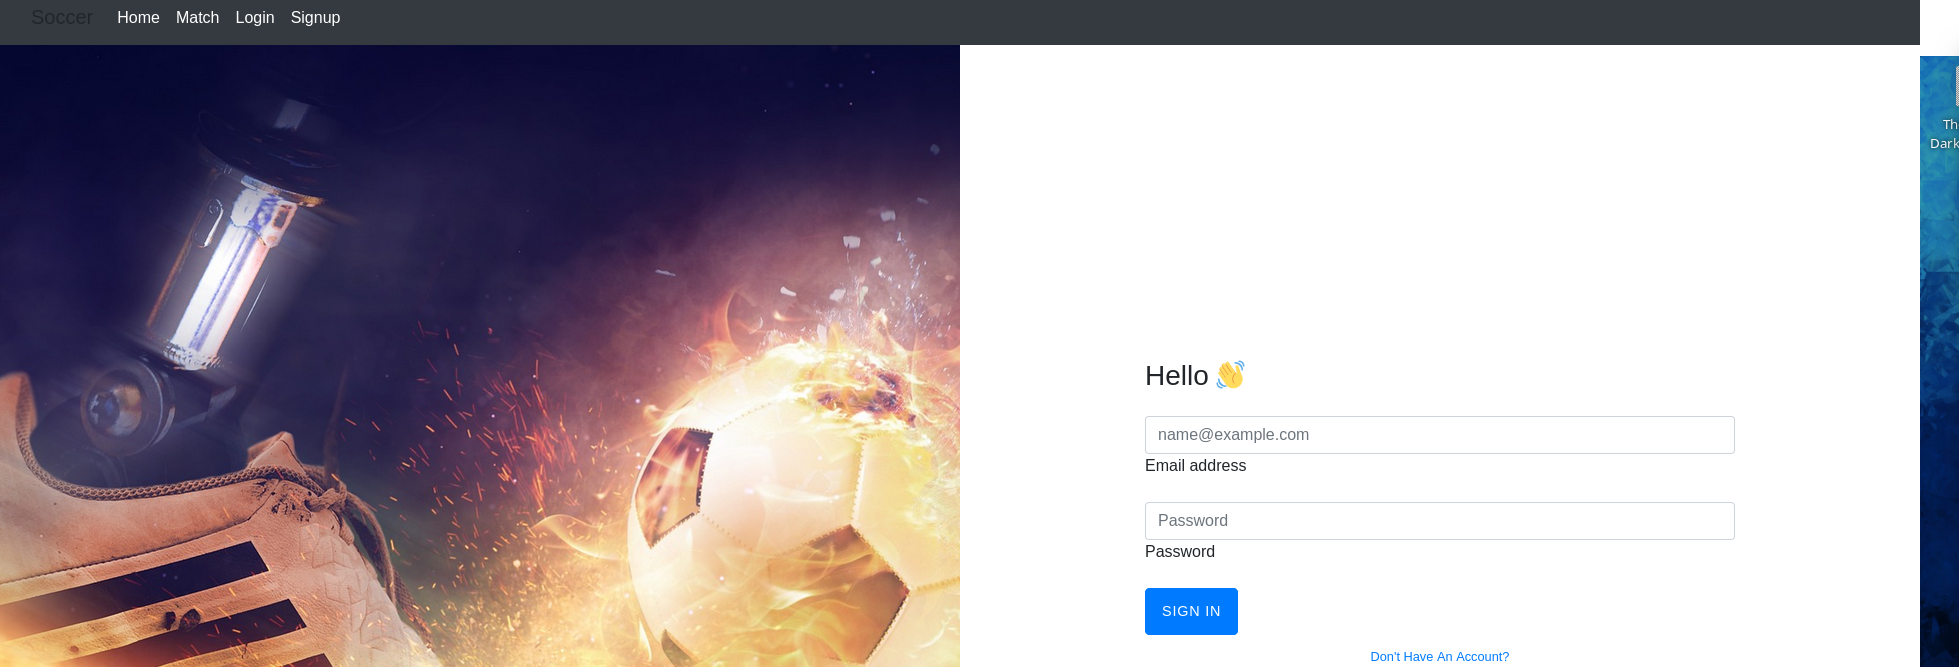 Soccer Home Match Login Signup
Th
Dark
Hello 👋
name@example.com
Email address
Password
Password
SIGN IN
Don't Have An Account?